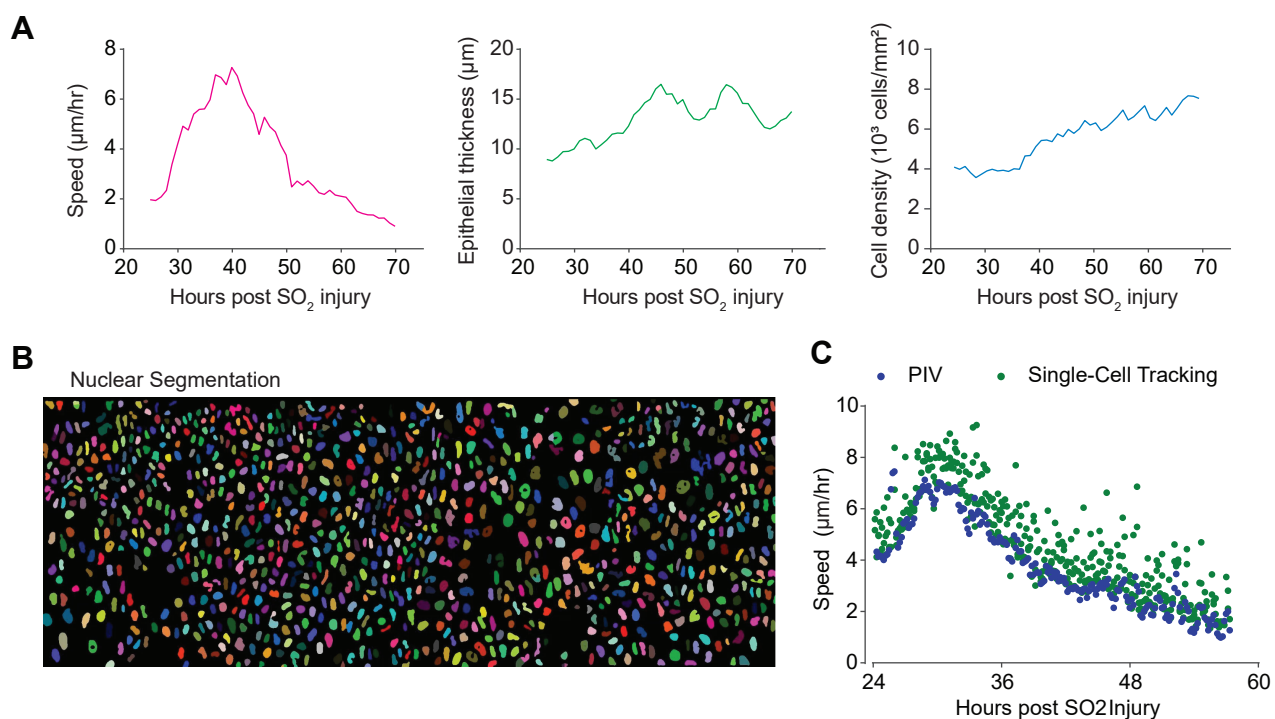 A
Speed (μm/hr)
8
6
4
2
0
20 30 40 50 60 70
Hours post SO₂ injury
Epithelial thickness (μm)
20
15
10
5
0
20 30 40 50 60 70
Hours post SO₂ injury
Cell density (10³ cells/mm²)
10
8
6
4
2
0
20 30 40 50 60 70
Hours post SO₂ injury
B
Nuclear Segmentation
C
PIV Single-Cell Tracking
Speed (μm/hr)
10
8
6
4
2
0
24 36 48 60
Hours post SO2Injury